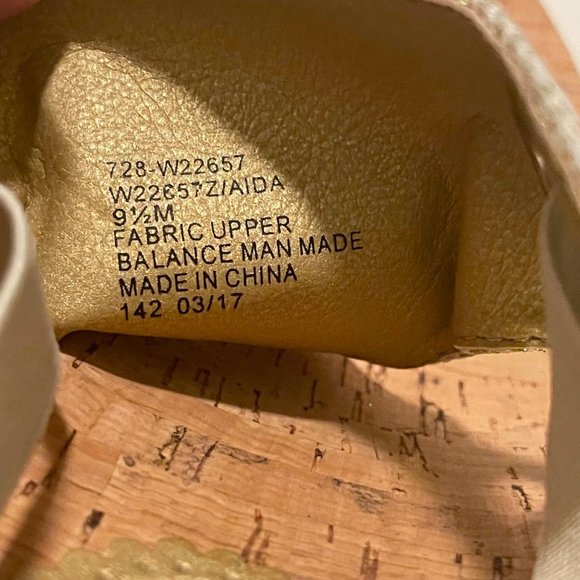 728-W22657
W22657Z/AIDA
9½M
FABRIC UPPER
BALANCE MAN MADE
MADE IN CHINA
142 03/17